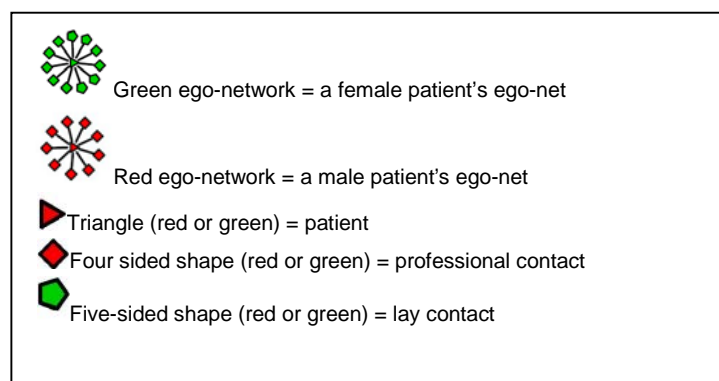 Green ego-network = a female patient’s ego-net
Red ego-network = a male patient’s ego-net
Triangle (red or green) = patient
Four sided shape (red or green) = professional contact
Five-sided shape (red or green) = lay contact